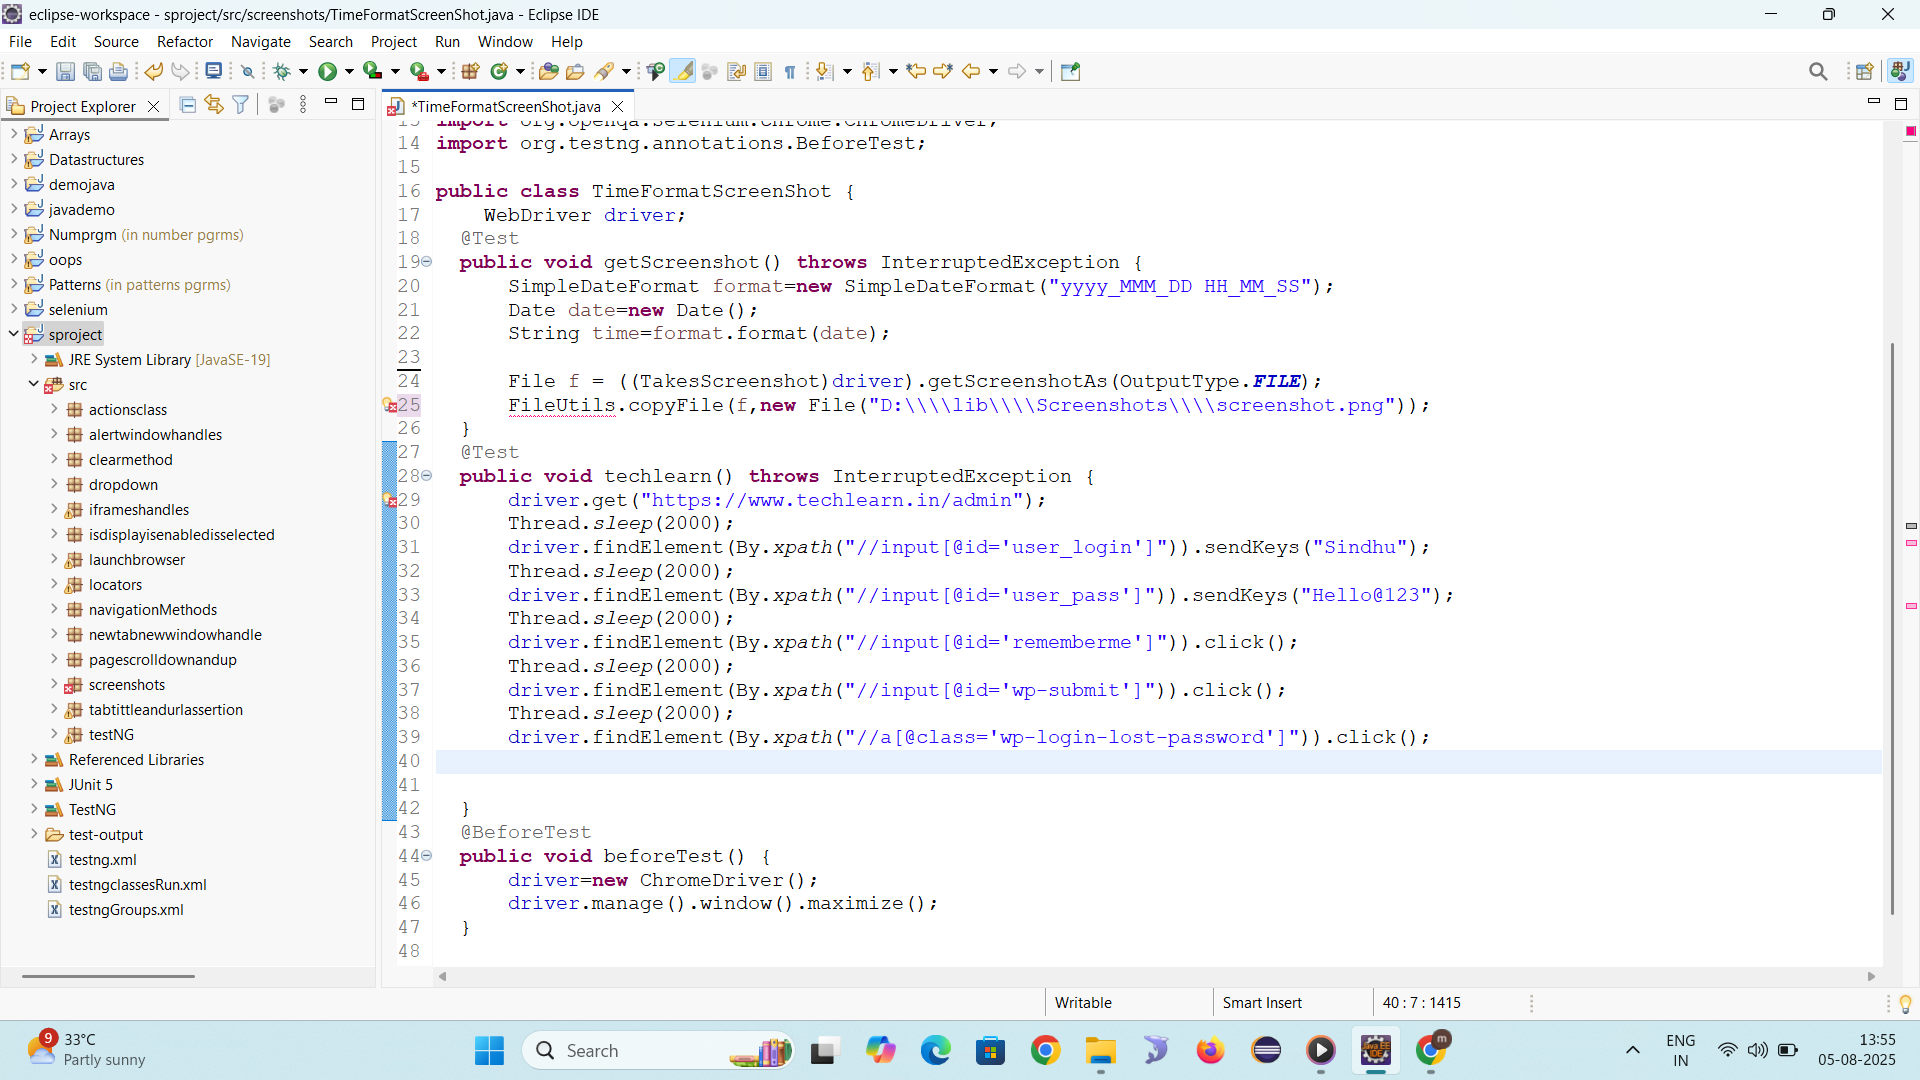 eclipse-workspace - sproject/src/screenshots/TimeFormatScreenShot.java - Eclipse IDE
File Edit Source Refactor Navigate Search Project Run Window Help
Project Explorer
*TimeFormatScreenShot.java
Arrays
Datastructures
demojava
javademo
Numprgm (in number pgrms)
oops
Patterns (in patterns pgrms)
selenium
sproject
JRE System Library [JavaSE-19]
src
actionsclass
alertwindowhandles
clearmethod
dropdown
iframeshandles
isdisplayisenabledisselected
launchbrowser
locators
navigationMethods
newtabnewwindowhandle
pagescrolldownandup
screenshots
tabtittleandurlassertion
testNG
Referenced Libraries
JUnit 5
TestNG
test-output
testng.xml
testngclassesRun.xml
testngGroups.xml
13 import org.openqa.selenium.chrome.ChromeDriver;
14 import org.testng.annotations.BeforeTest;
15
16 public class TimeFormatScreenShot {
17     WebDriver driver;
18   @Test
19   public void getScreenshot() throws InterruptedException {
20       SimpleDateFormat format=new SimpleDateFormat("yyyy_MMM_DD HH_MM_SS");
21       Date date=new Date();
22       String time=format.format(date);
23
24       File f = ((TakesScreenshot)driver).getScreenshotAs(OutputType.FILE);
25       FileUtils.copyFile(f,new File("D:\\\\lib\\\\Screenshots\\\\screenshot.png"));
26   }
27   @Test
28   public void techlearn() throws InterruptedException {
29       driver.get("https://www.techlearn.in/admin");
30       Thread.sleep(2000);
31       driver.findElement(By.xpath("//input[@id='user_login']")).sendKeys("Sindhu");
32       Thread.sleep(2000);
33       driver.findElement(By.xpath("//input[@id='user_pass']")).sendKeys("Hello@123");
34       Thread.sleep(2000);
35       driver.findElement(By.xpath("//input[@id='rememberme']")).click();
36       Thread.sleep(2000);
37       driver.findElement(By.xpath("//input[@id='wp-submit']")).click();
38       Thread.sleep(2000);
39       driver.findElement(By.xpath("//a[@class='wp-login-lost-password']")).click();
40
41
42   }
43   @BeforeTest
44   public void beforeTest() {
45       driver=new ChromeDriver();
46       driver.manage().window().maximize();
47   }
48
Writable Smart Insert 40 : 7 : 1415
9
33°C
Partly sunny
Search
m
ENG
IN
13:55
05-08-2025